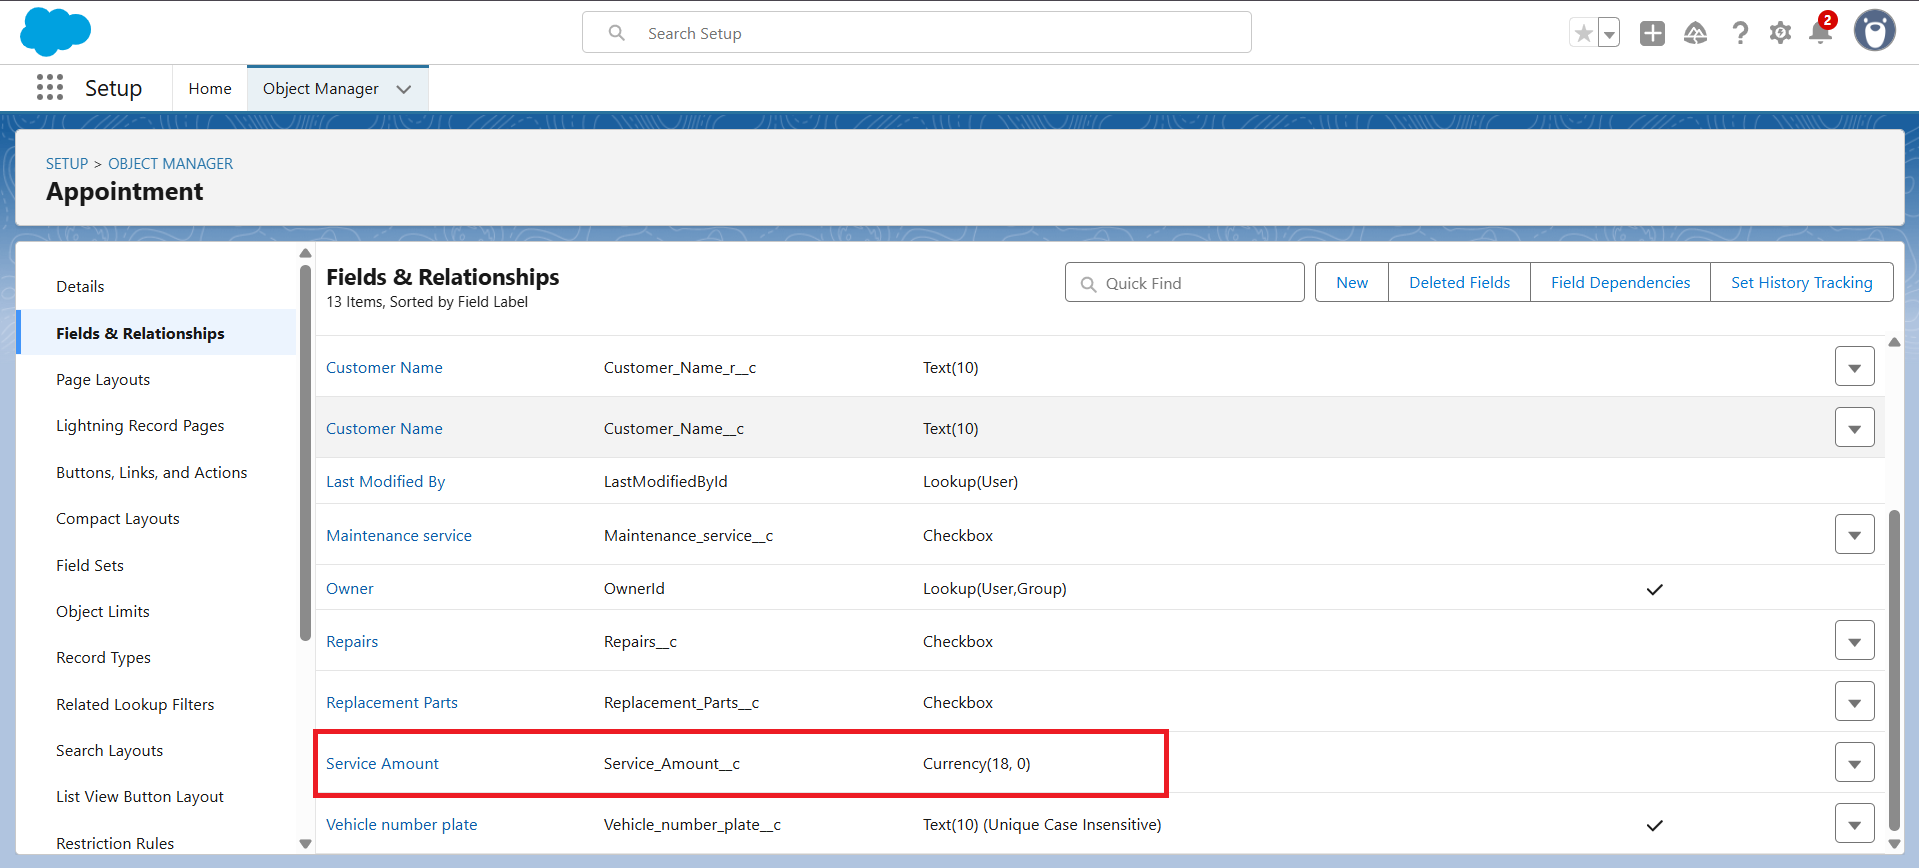 Search Setup
2
Setup
Home
Object Manager
SETUP > OBJECT MANAGER
Appointment
Details
Fields & Relationships
Page Layouts
Lightning Record Pages
Buttons, Links, and Actions
Compact Layouts
Field Sets
Object Limits
Record Types
Related Lookup Filters
Search Layouts
List View Button Layout
Restriction Rules
Fields & Relationships
13 Items, Sorted by Field Label
Quick Find
New
Deleted Fields
Field Dependencies
Set History Tracking
Customer Name Customer_Name_r__c Text(10)
Customer Name Customer_Name__c Text(10)
Last Modified By LastModifiedById Lookup(User)
Maintenance service Maintenance_service__c Checkbox
Owner OwnerId Lookup(User,Group)
Repairs Repairs__c Checkbox
Replacement Parts Replacement_Parts__c Checkbox
Service Amount Service_Amount__c Currency(18, 0)
Vehicle number plate Vehicle_number_plate__c Text(10) (Unique Case Insensitive)